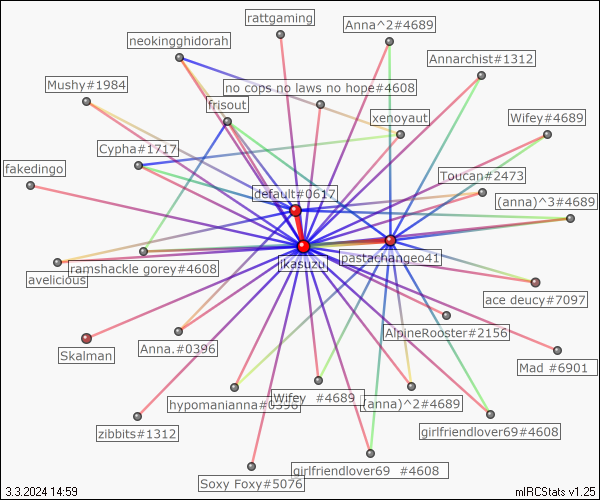 rattgaming
Anna^2#4689
neokingghidorah
Annarchist#1312
Mushy#1984
no cops no laws no hope#4608
frisout
xenoyaut
Wifey#4689
Cypha#1717
fakedingo
Toucan#2473
default#0617
(anna)^3#4689
jkasuzu
pastachangeo41
ramshackle gorey#4608
avelicious
ace deucy#7097
AlpineRooster#2156
Skalman
Anna.#0396
Mad #6901
hypomanianna#0396
Wifey #4689
(anna)^2#4689
zibbits#1312
girlfriendlover69#4608
girlfriendlover69 #4608
Soxy Foxy#5076
3.3.2024 14:59
mIRCStats v1.25